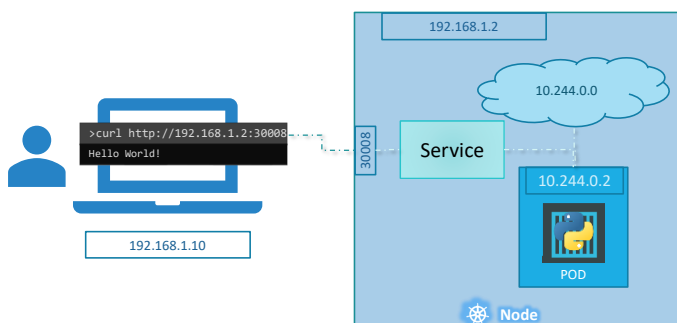 192.168.1.2
10.244.0.0
>curl http://192.168.1.2:30008
Hello World!
30008
Service
10.244.0.2
POD
192.168.1.10
Node